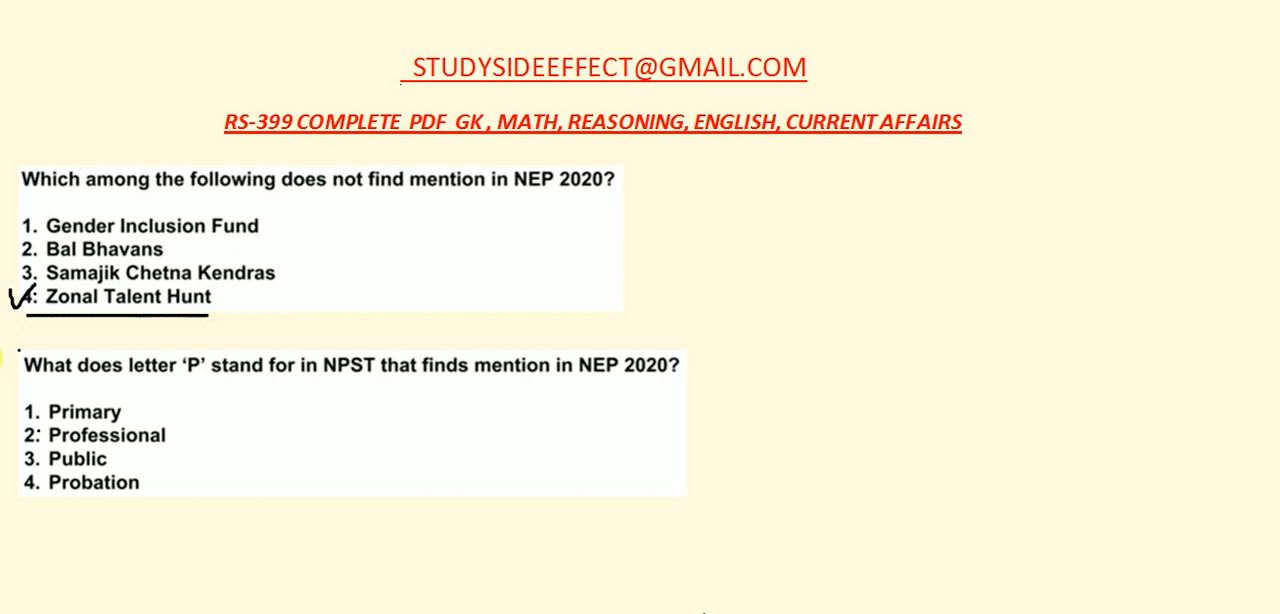 STUDYSIDEEFFECT@GMAIL.COM
RS-399 COMPLETE PDF GK , MATH, REASONING, ENGLISH, CURRENT AFFAIRS
Which among the following does not find mention in NEP 2020?
1. Gender Inclusion Fund
2. Bal Bhavans
3. Samajik Chetna Kendras
4. Zonal Talent Hunt
What does letter ‘P’ stand for in NPST that finds mention in NEP 2020?
1. Primary
2. Professional
3. Public
4. Probation